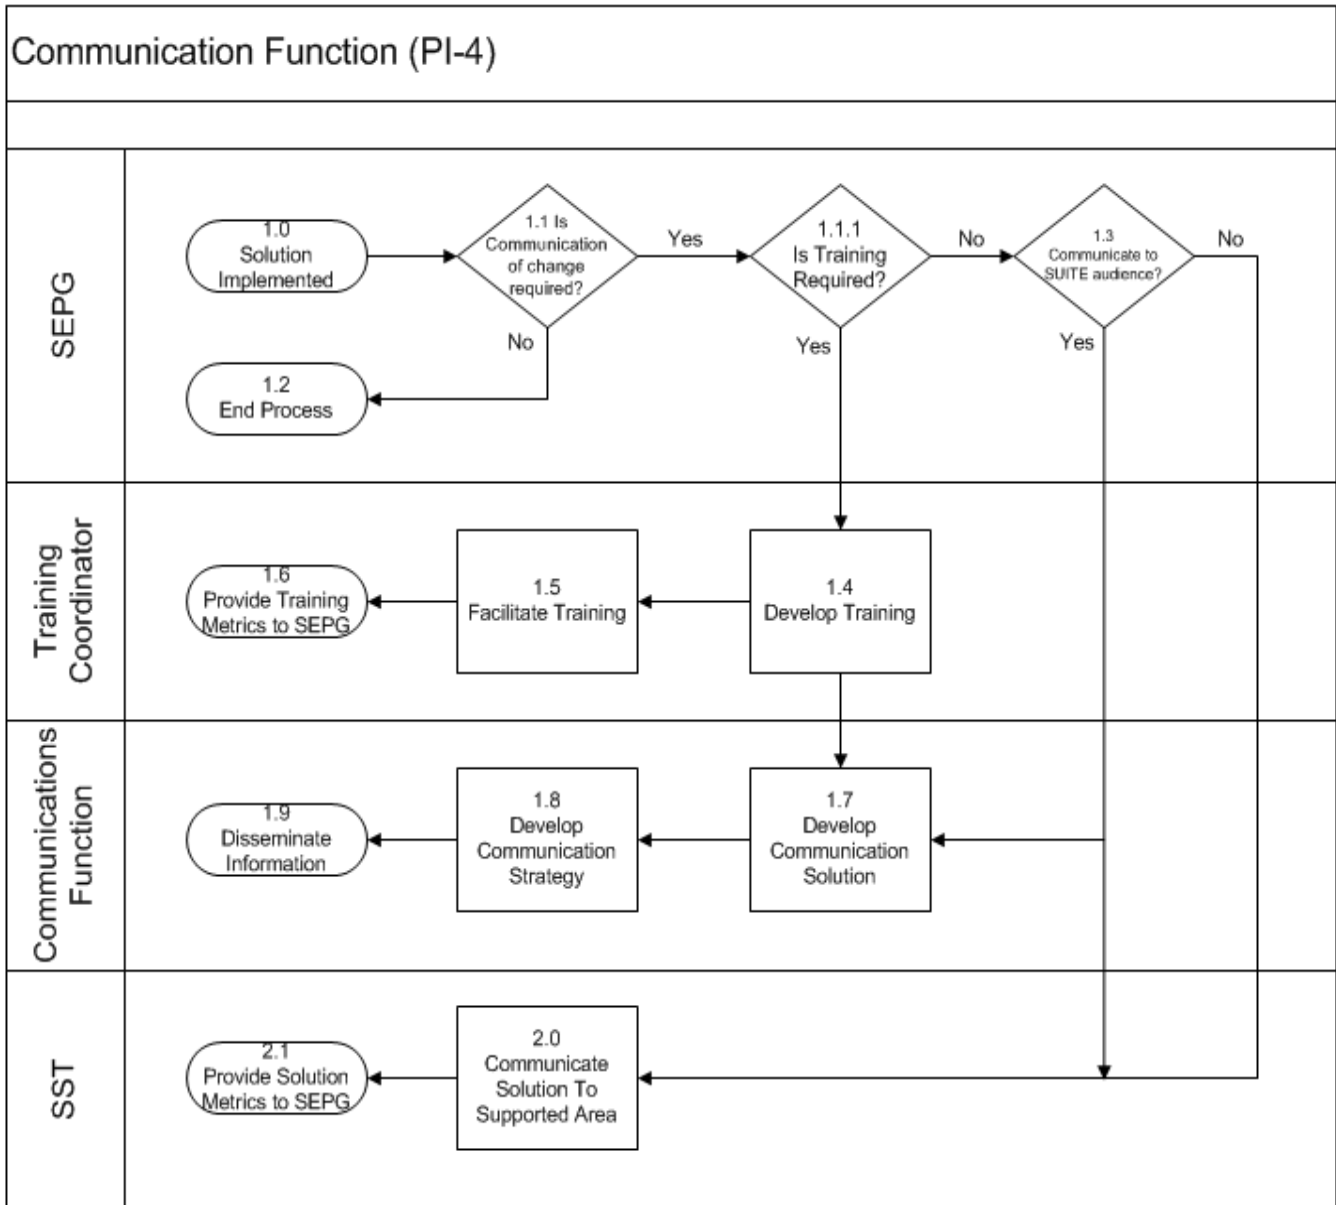 Communication Function (PI-4)
SEPG
1.0
Solution
Implemented
1.1 Is
Communication
of change
required?
Yes
1.1.1
Is Training
Required?
No
1.3
Communicate to
SUITE audience?
No
No
Yes
Yes
1.2
End Process
Training
Coordinator
1.6
Provide Training
Metrics to SEPG
1.5
Facilitate Training
1.4
Develop Training
Communications
Function
1.9
Disseminate
Information
1.8
Develop
Communication
Strategy
1.7
Develop
Communication
Solution
SST
2.1
Provide Solution
Metrics to SEPG
2.0
Communicate
Solution To
Supported Area